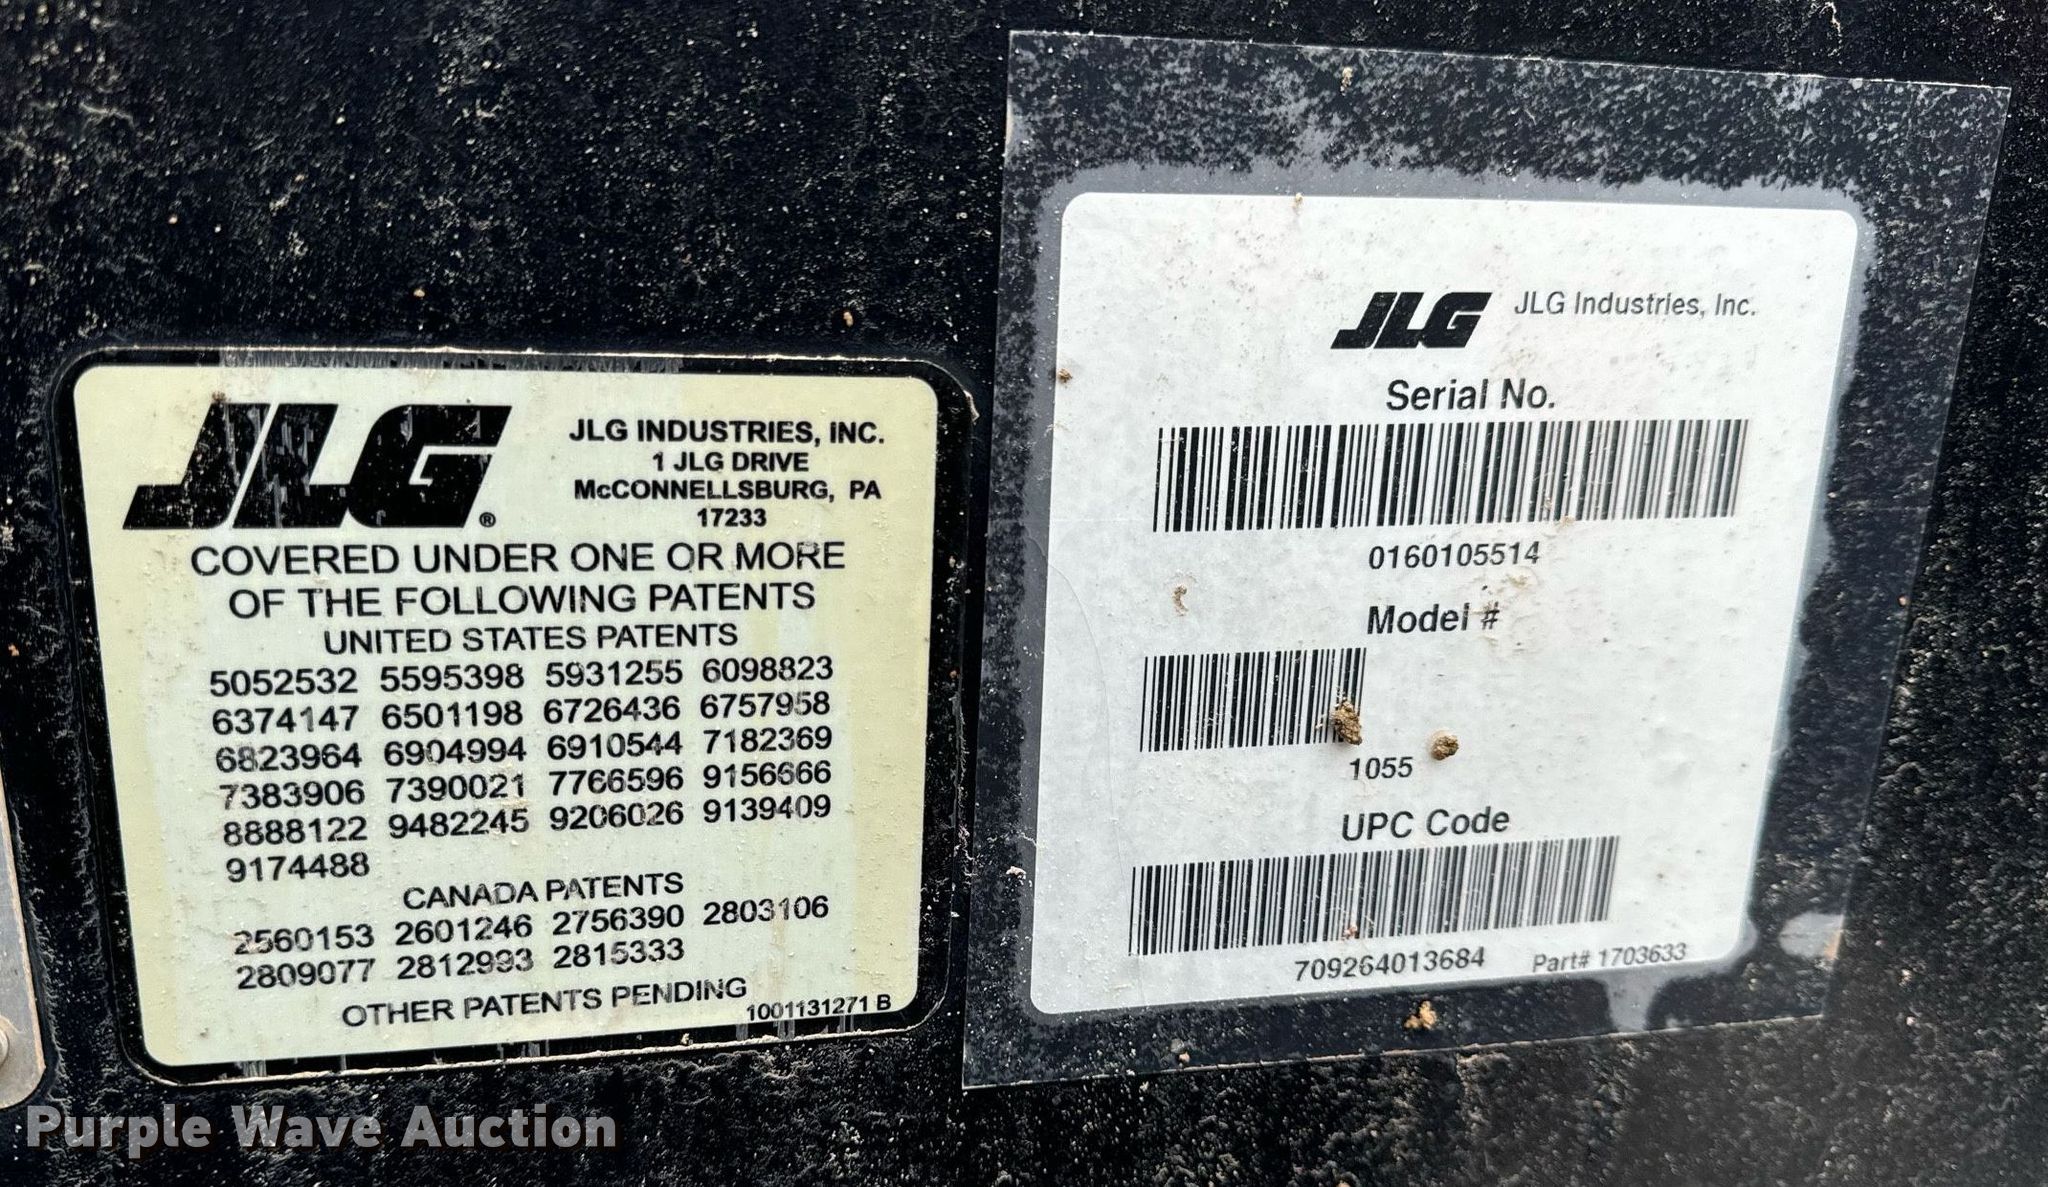 JLG®
JLG INDUSTRIES, INC.
1 JLG DRIVE
McCONNELLSBURG, PA
17233
COVERED UNDER ONE OR MORE
OF THE FOLLOWING PATENTS
UNITED STATES PATENTS
5052532 5595398 5931255 6098823
6374147 6501198 6726436 6757958
6823964 6904994 6910544 7182369
7383906 7390021 7766596 9156666
8888122 9482245 9206026 9139409
9174488
CANADA PATENTS
2560153 2601246 2756390 2803106
2809077 2812993 2815333
OTHER PATENTS PENDING
1001131271 B
JLG JLG Industries, Inc.
Serial No.
0160105514
Model #
1055
UPC Code
709264013684 Part# 1703633
Purple Wave Auction